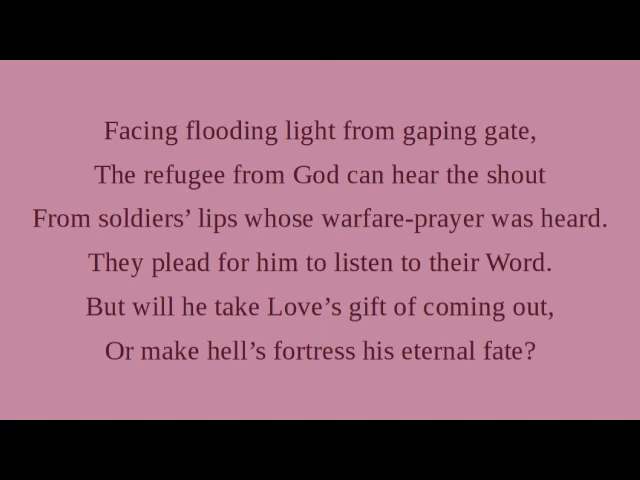 Facing flooding light from gaping gate,
The refugee from God can hear the shout
From soldiers’ lips whose warfare-prayer was heard.
They plead for him to listen to their Word.
But will he take Love’s gift of coming out,
Or make hell’s fortress his eternal fate?